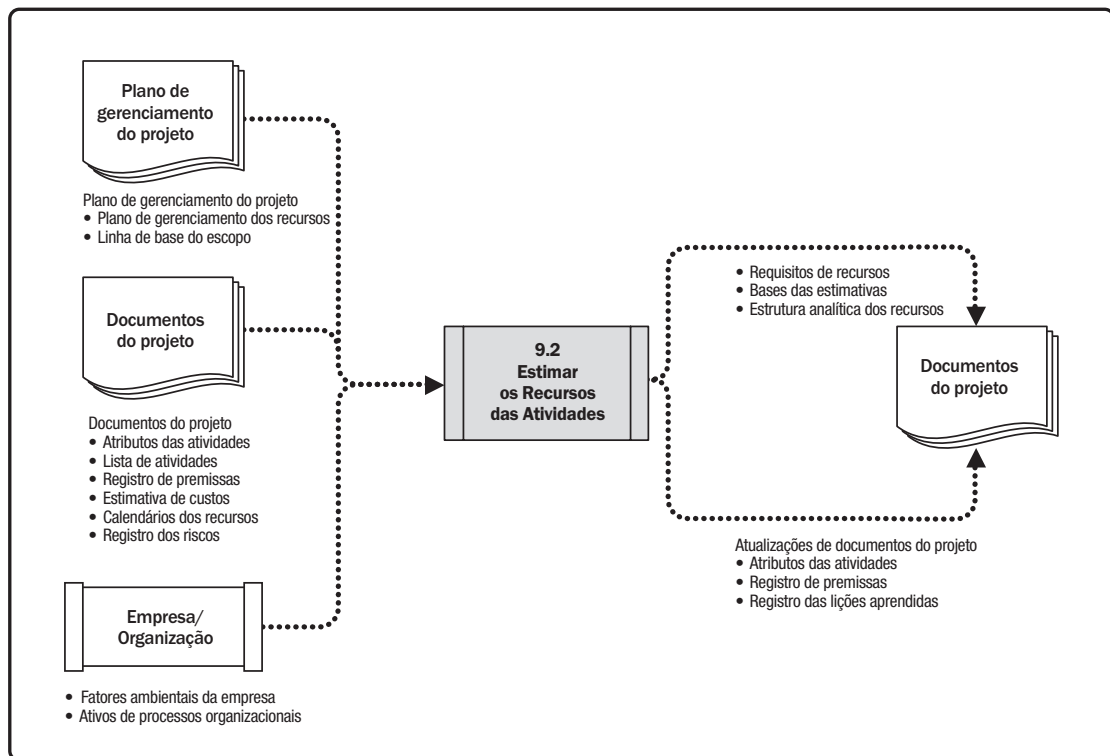 Plano de
gerenciamento
do projeto
Plano de gerenciamento do projeto
• Plano de gerenciamento dos recursos
• Linha de base do escopo
Documentos
do projeto
Documentos do projeto
• Atributos das atividades
• Lista de atividades
• Registro de premissas
• Estimativa de custos
• Calendários dos recursos
• Registro dos riscos
Empresa/
Organização
• Fatores ambientais da empresa
• Ativos de processos organizacionais
9.2
Estimar
os Recursos
das Atividades
• Requisitos de recursos
• Bases das estimativas
• Estrutura analítica dos recursos
Documentos
do projeto
Atualizações de documentos do projeto
• Atributos das atividades
• Registro de premissas
• Registro das lições aprendidas